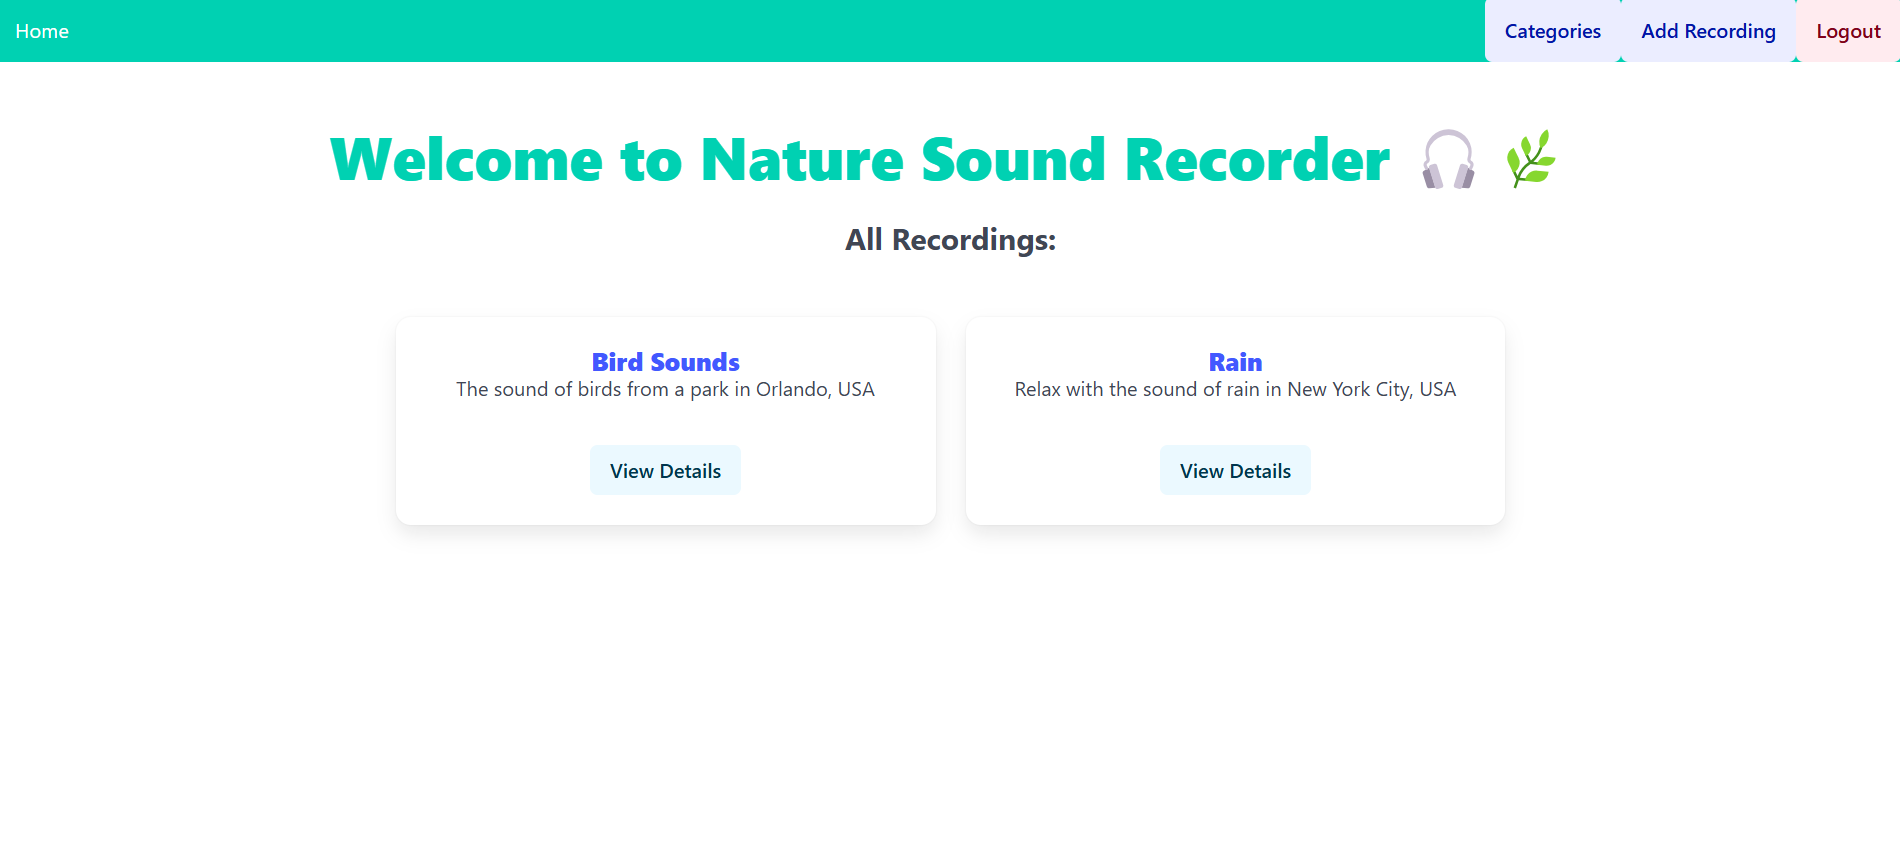 Home
Categories
Add Recording
Logout
Welcome to Nature Sound Recorder 🎧 🌿
All Recordings:
Bird Sounds
The sound of birds from a park in Orlando, USA
View Details
Rain
Relax with the sound of rain in New York City, USA
View Details